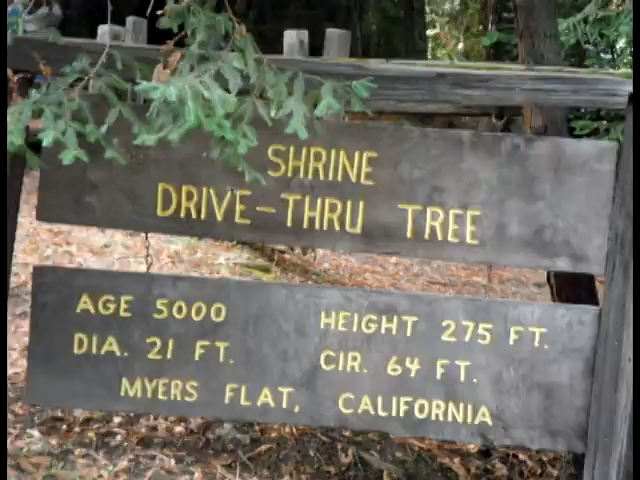 SHRINE
DRIVE-THRU TREE
AGE 5000 HEIGHT 275 FT.
DIA. 21 FT. CIR. 64 FT.
MYERS FLAT, CALIFORNIA